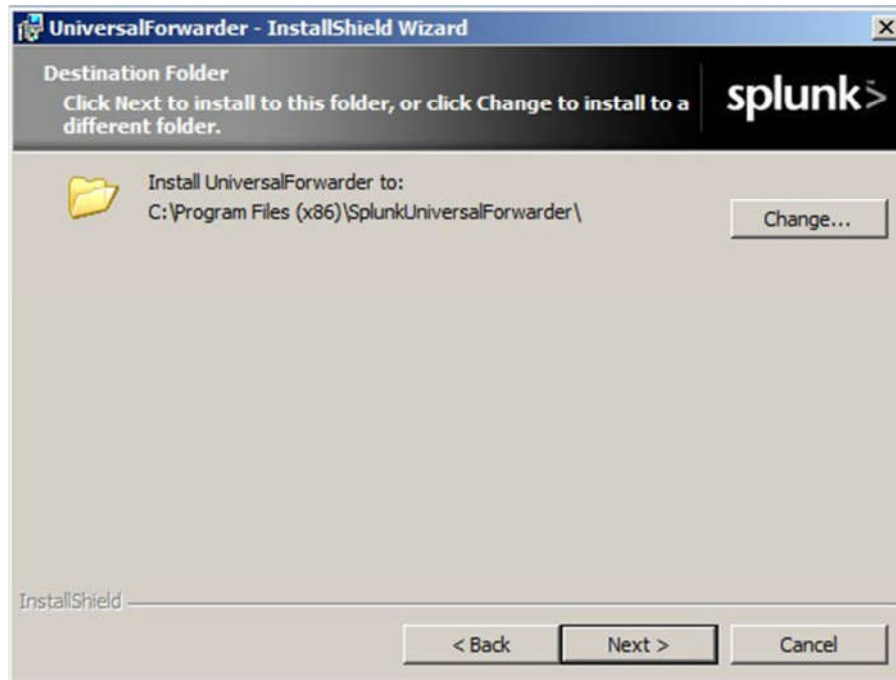 UniversalForwarder - InstallShield Wizard
Destination Folder
Click Next to install to this folder, or click Change to install to a
different folder.
splunk>
Install UniversalForwarder to:
C:\Program Files (x86)\SplunkUniversalForwarder\
Change...
InstallShield
< Back
Next >
Cancel